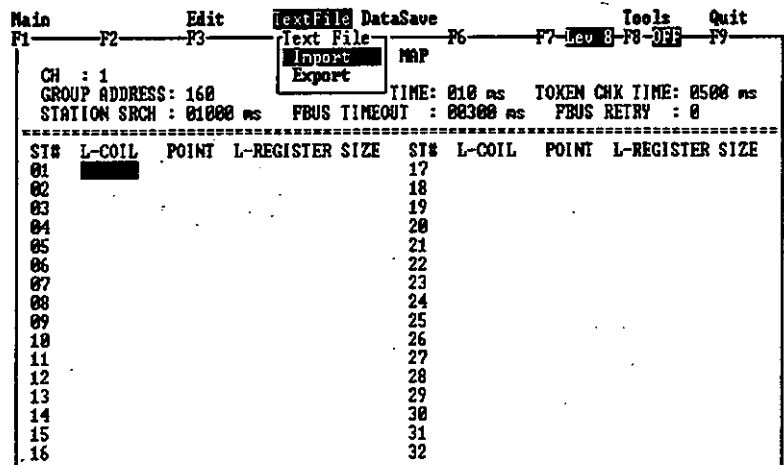 Main Edit TextFile DataSave Tools Quit
F1 F2 F3 Text File F6 F7 Lev 8 F8 OFF F9
Import MAP
CH : 1 Export
GROUP ADDRESS: 160 TIME: 010 ms TOKEN CHK TIME: 0500 ms
STATION SRCH : 01000 ms FBUS TIMEOUT : 00300 ms FBUS RETRY : 0
ST# L-COIL POINT L-REGISTER SIZE ST# L-COIL POINT L-REGISTER SIZE
01 17
02 18
03 19
04 20
05 21
06 22
07 23
08 24
09 25
10 26
11 27
12 28
13 29
14 30
15 31
16 32